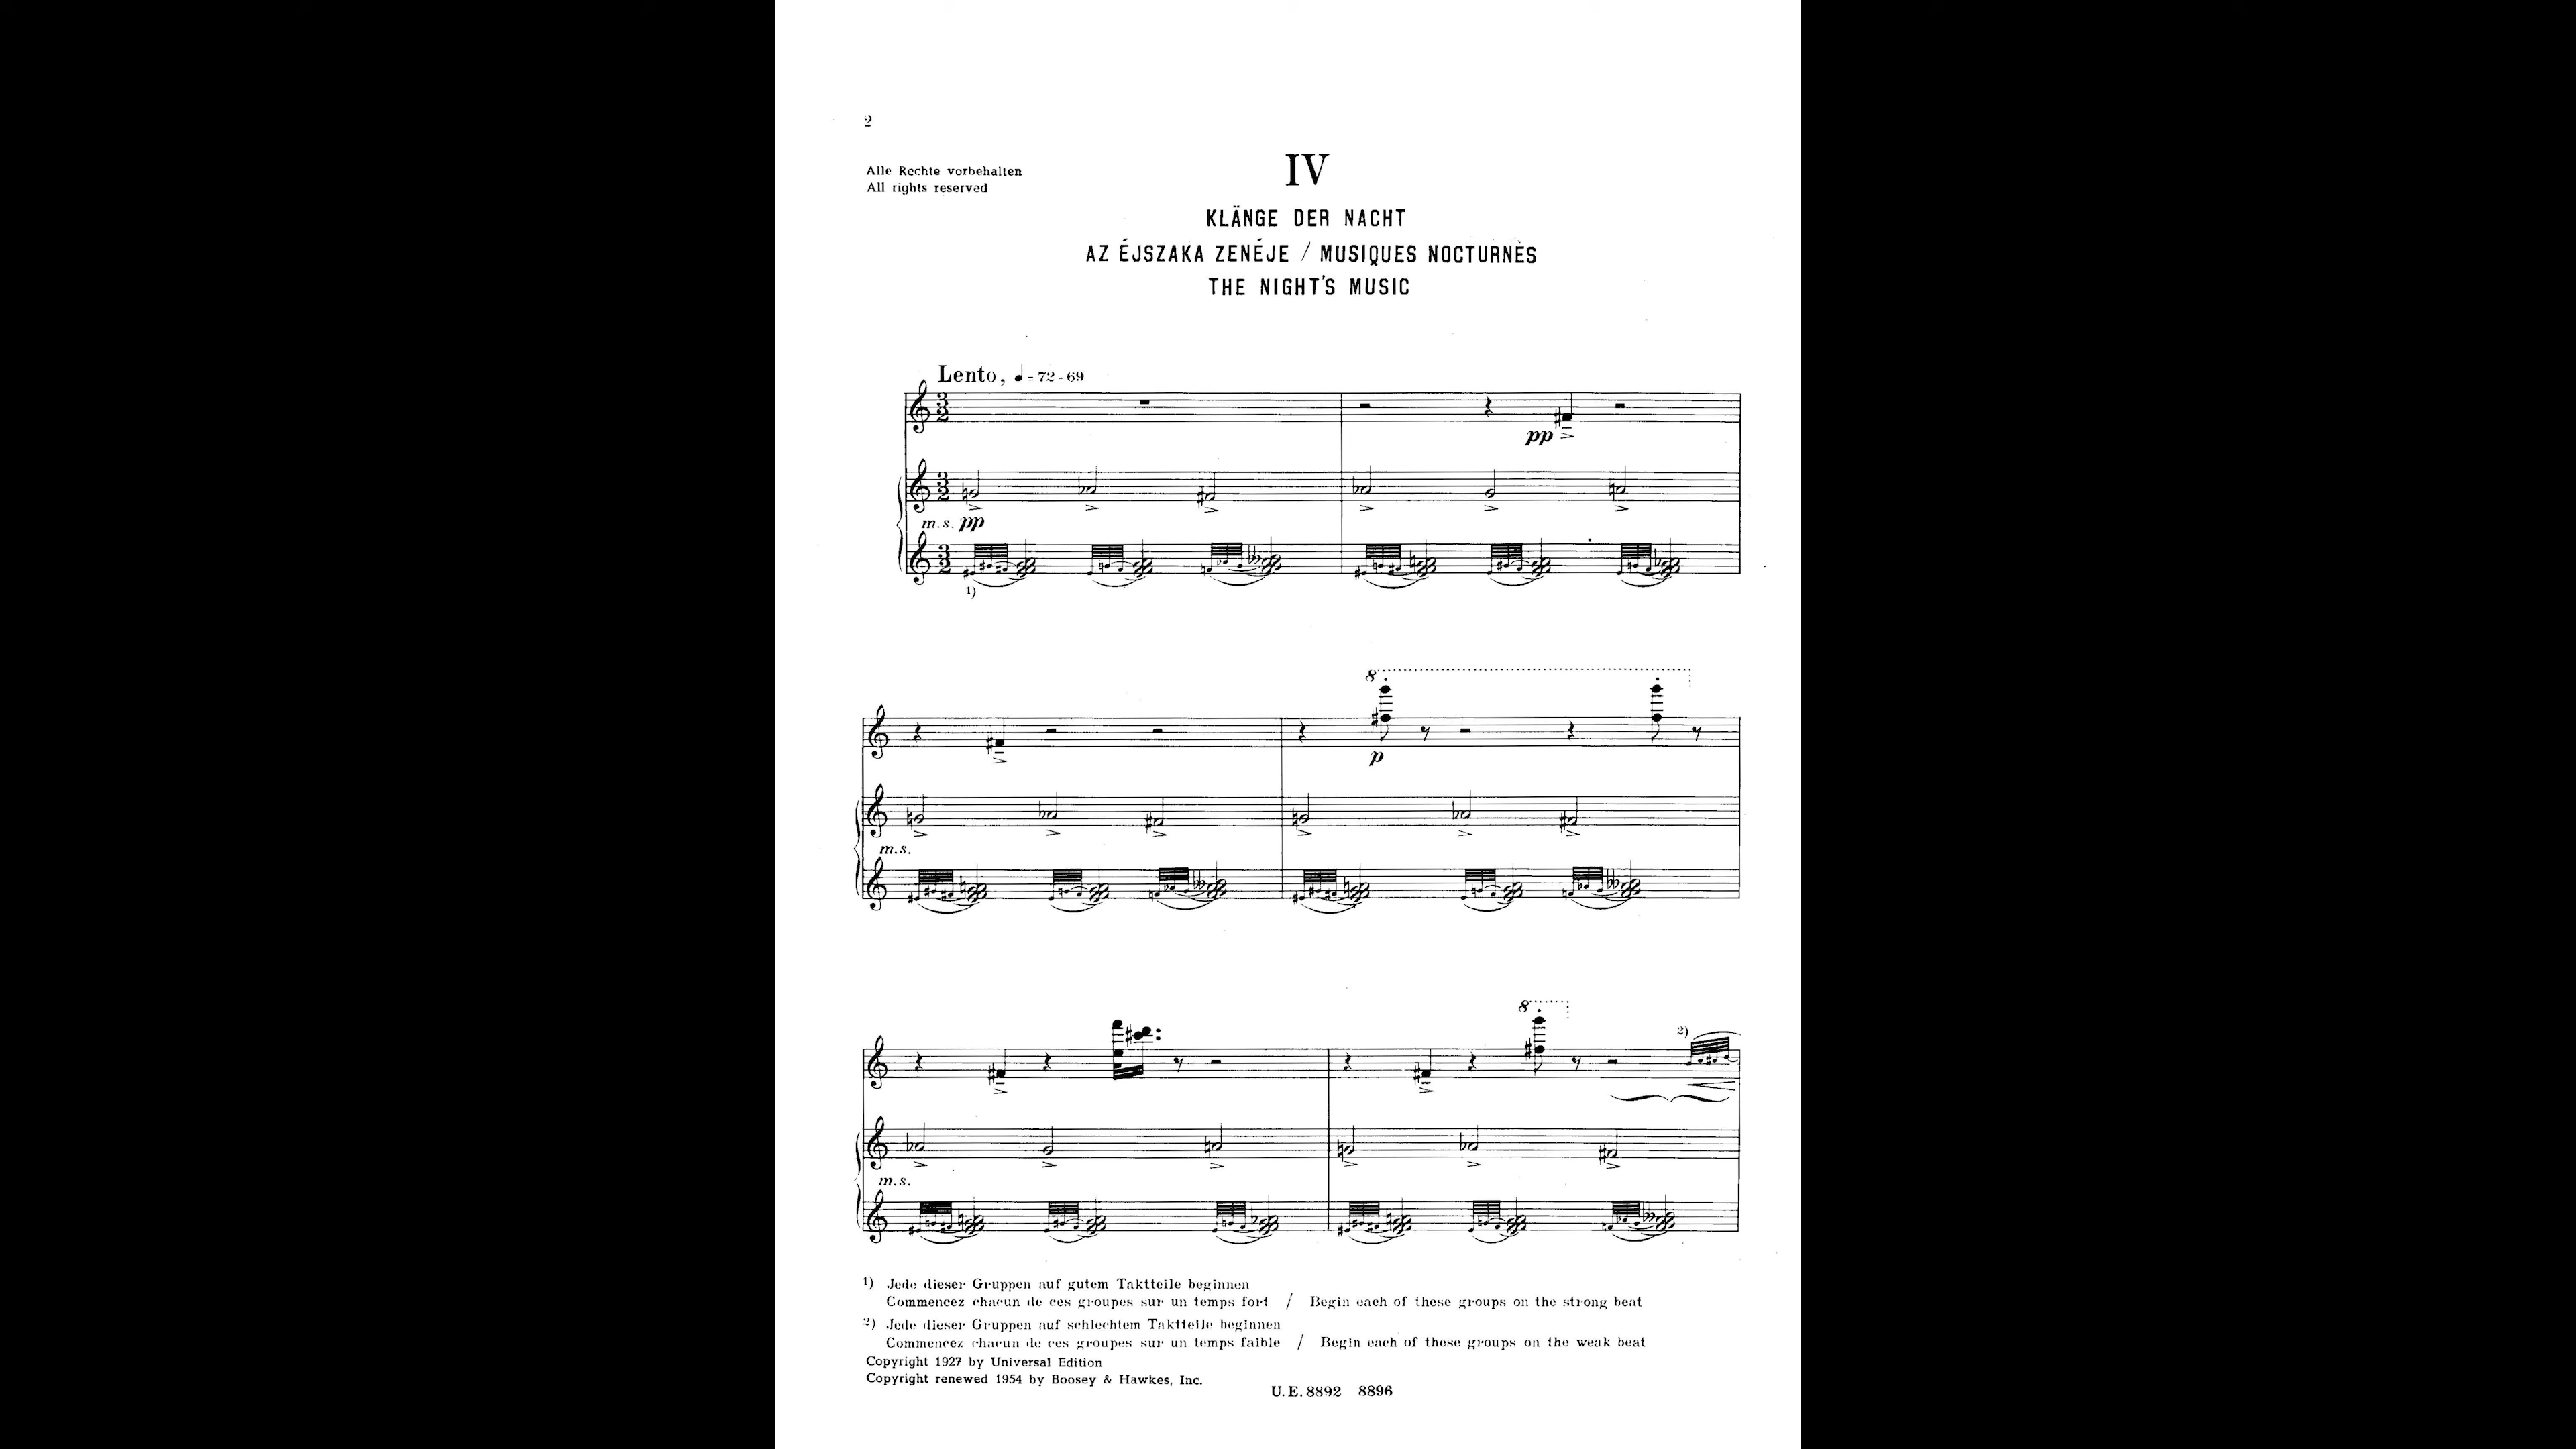 2
Alle Rechte vorbehalten
All rights reserved
IV
KLÄNGE DER NACHT
AZ ÉJSZAKA ZENÉJE / MUSIQUES NOCTURNÈS
THE NIGHT'S MUSIC
Lento, ♩ = 72 - 69
pp
m.s. pp
1)
8
p
m.s.
8
2)
m.s.
1) Jede dieser Gruppen auf gutem Taktteile beginnen
Commencez chacun de ces groupes sur un temps fort / Begin each of these groups on the strong beat
2) Jede dieser Gruppen auf schlechtem Taktteile beginnen
Commencez chacun de ces groupes sur un temps faible / Begin each of these groups on the weak beat
Copyright 1927 by Universal Edition
Copyright renewed 1954 by Boosey & Hawkes, Inc.
U.E. 8892 8896